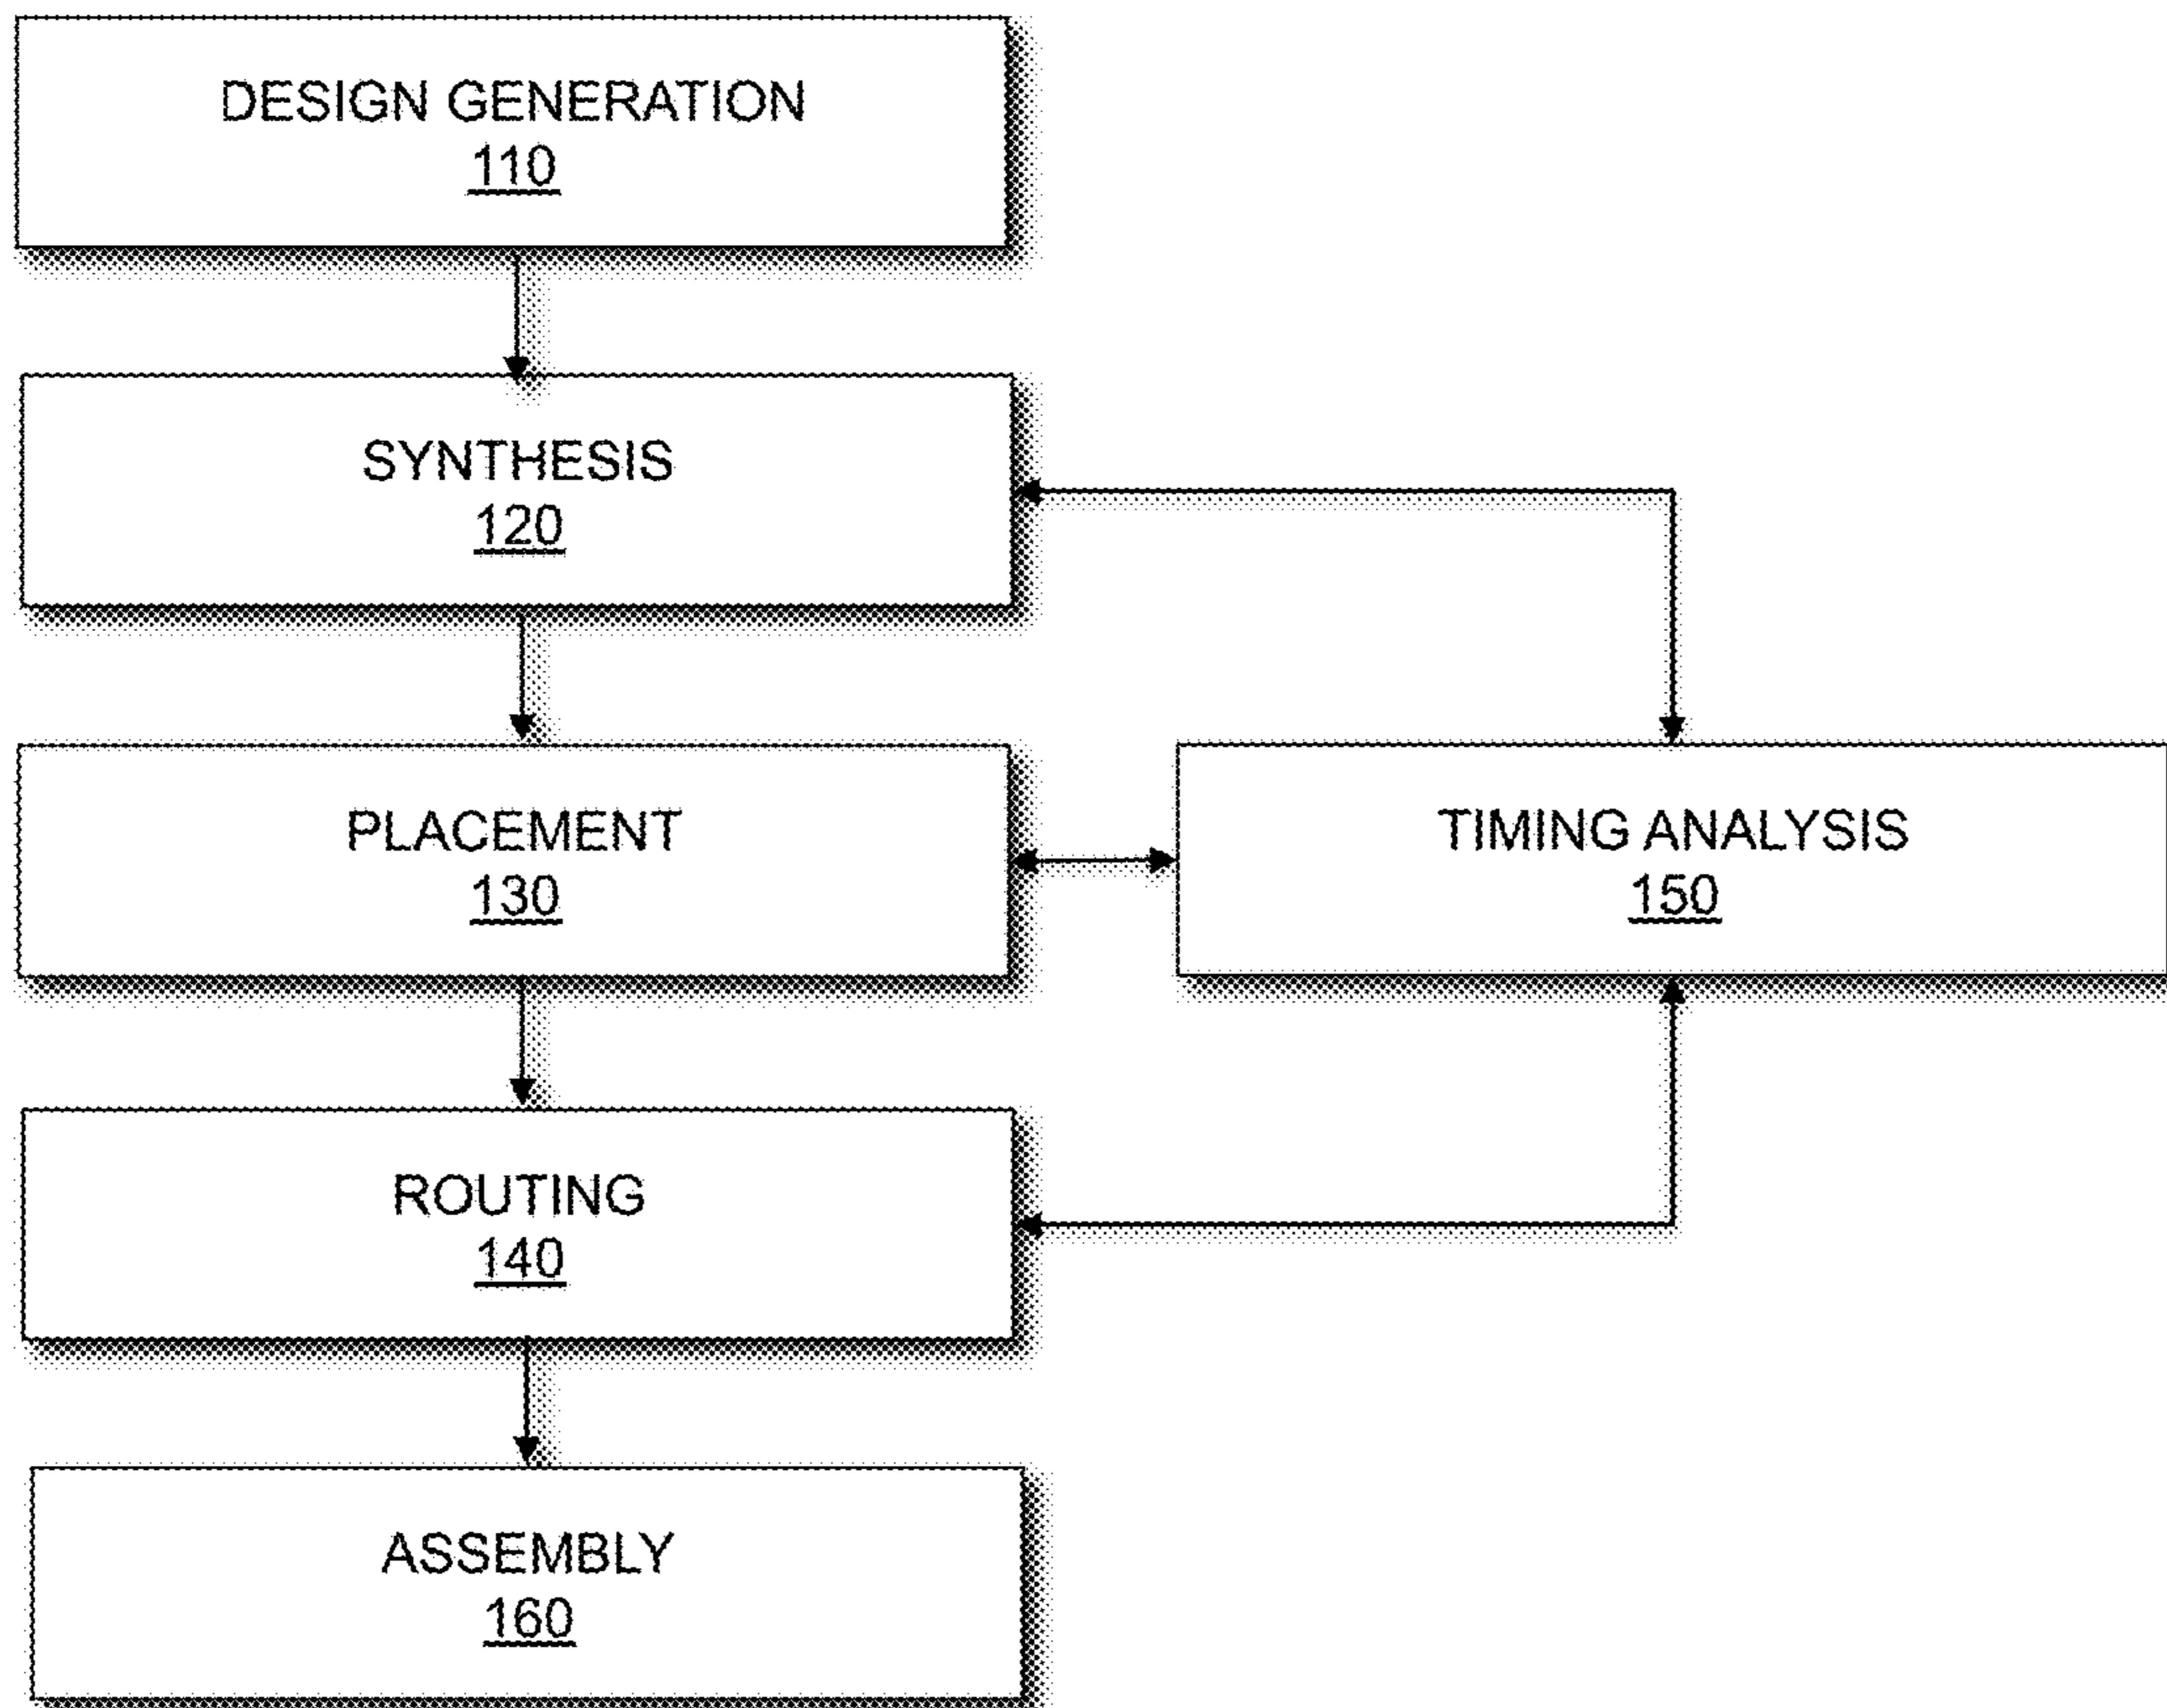 DESIGN GENERATION
110
SYNTHESIS
120
PLACEMENT
130
TIMING ANALYSIS
150
ROUTING
140
ASSEMBLY
160